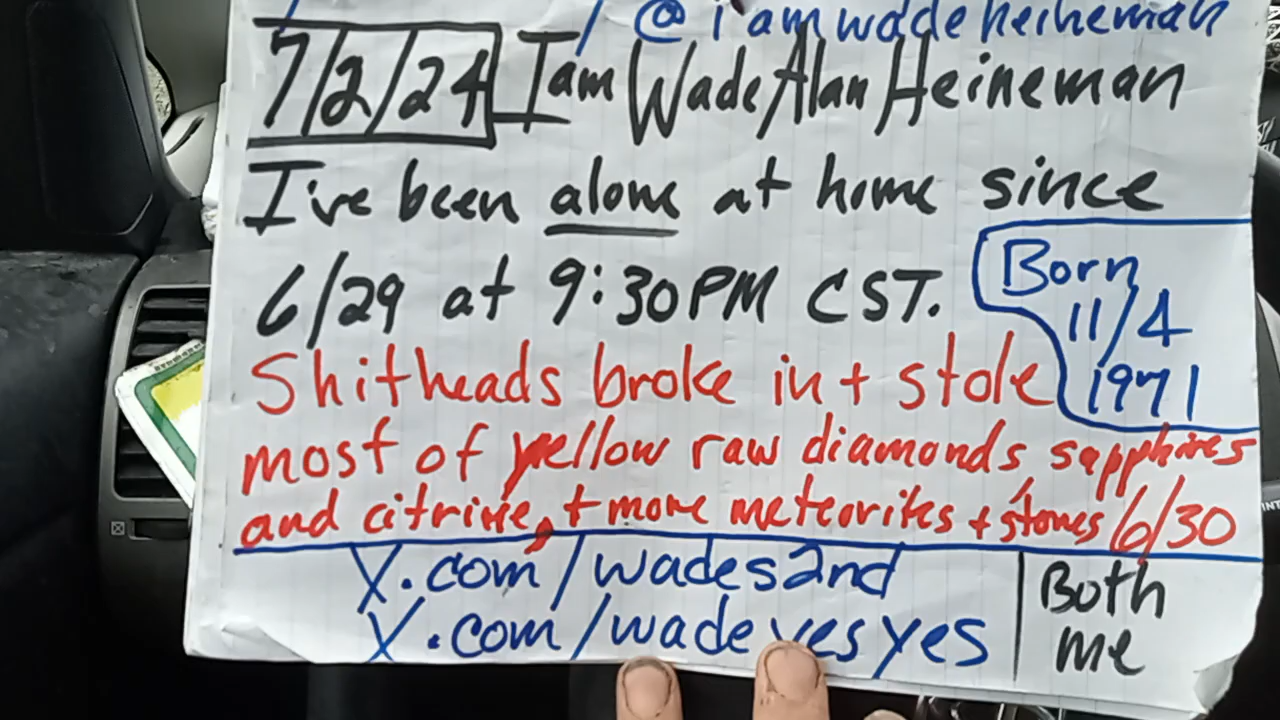 @iamwadeheineman
7/2/24 I am Wade Alan Heineman
I've been alone at home since
6/29 at 9:30PM CST.
Born
11/4
1971
Shitheads broke in + stole
most of yellow raw diamonds, sapphires
and citrine, + more meteorites + stones 6/30
X.com/wades2nd
X.com/wadeyesyes
Both
me